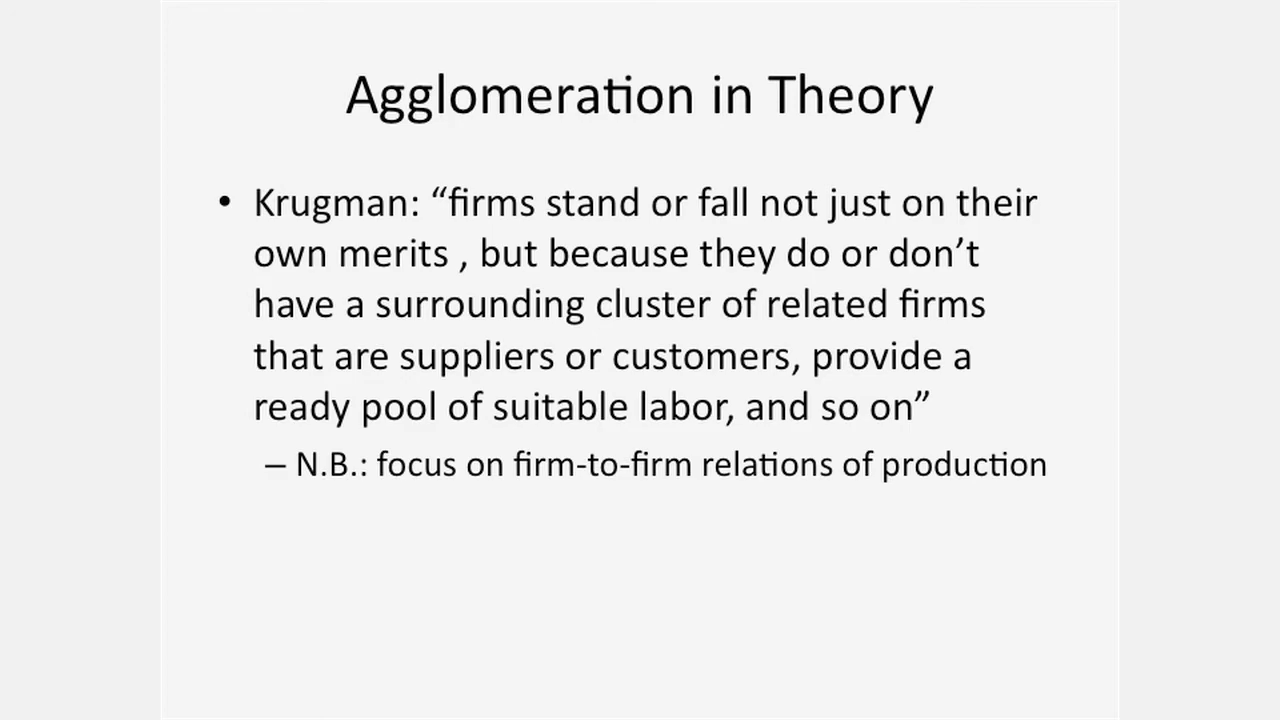 Agglomeration in Theory
• Krugman: “firms stand or fall not just on their
own merits , but because they do or don’t
have a surrounding cluster of related firms
that are suppliers or customers, provide a
ready pool of suitable labor, and so on”
– N.B.: focus on firm-to-firm relations of production